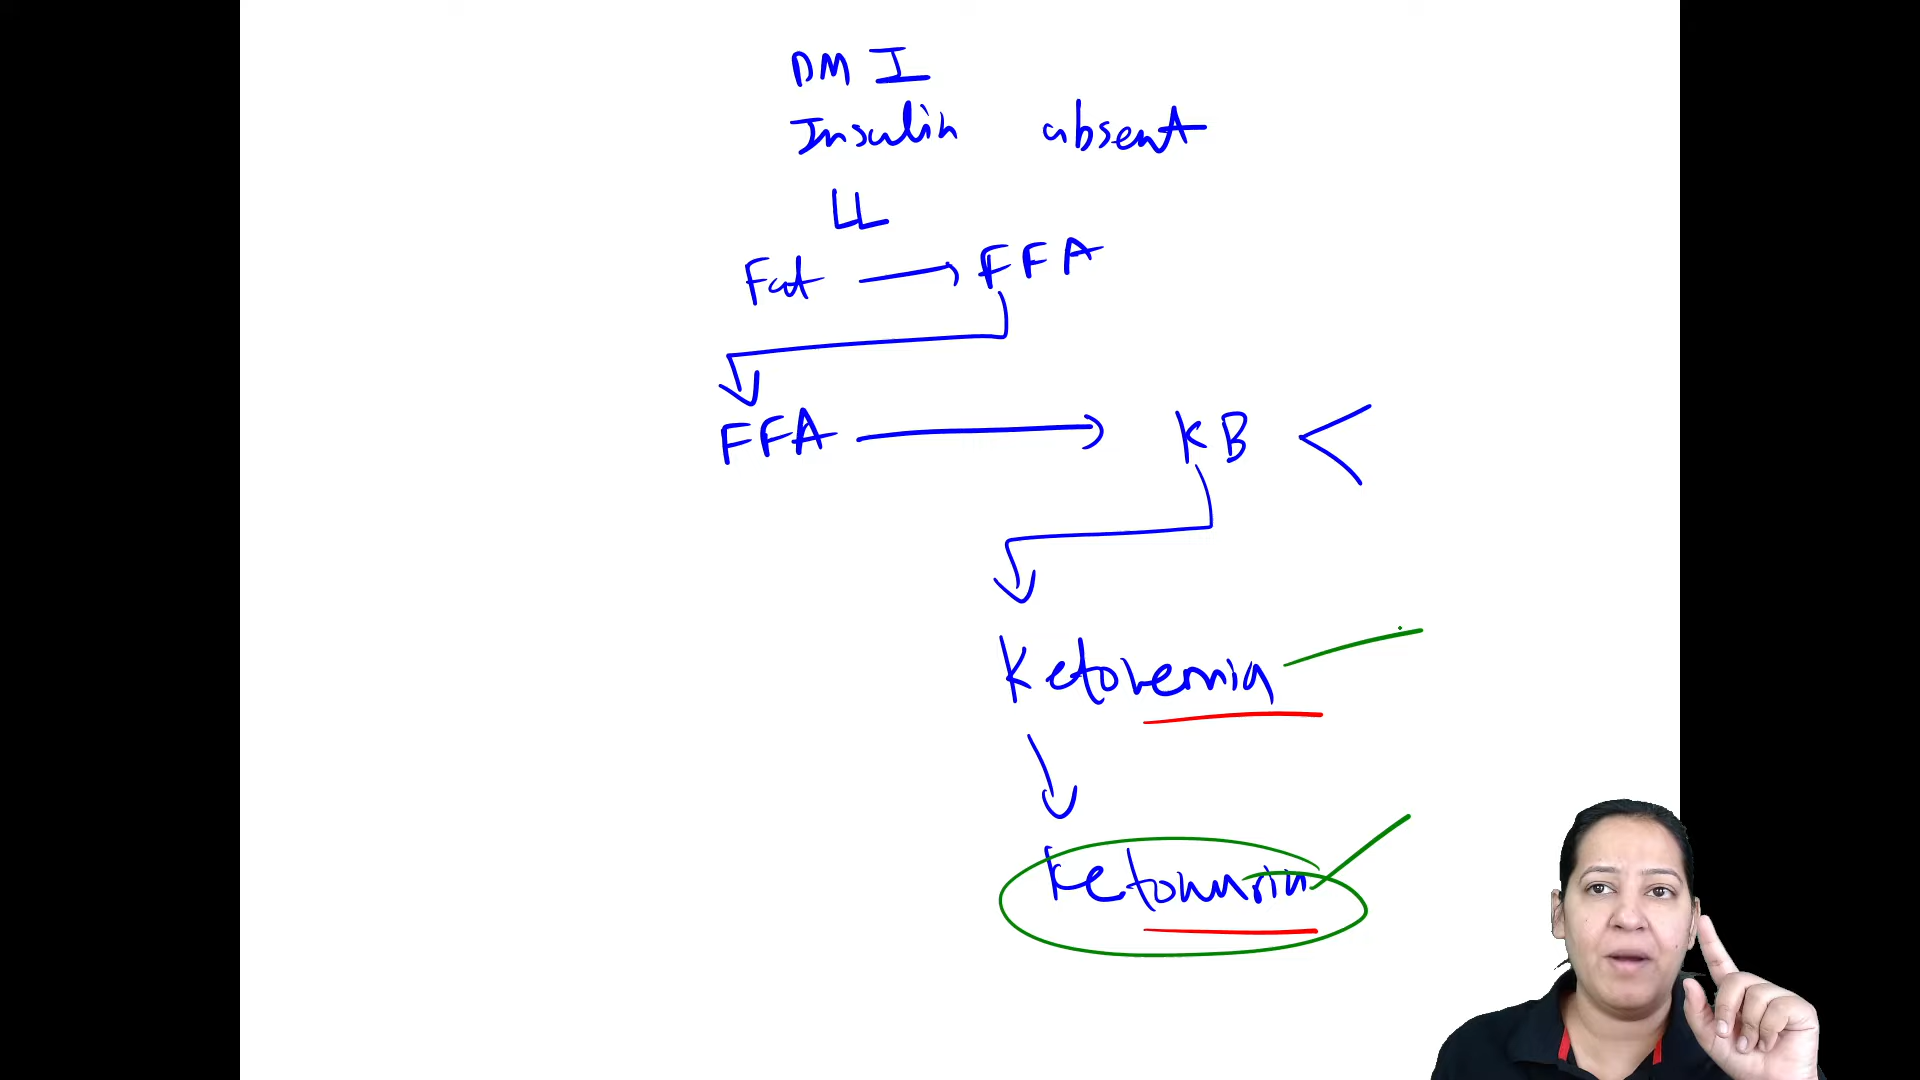 DM I
Insulin absent
LL
Fat → FFA
FFA → KB <
Ketonemia
Ketonuria